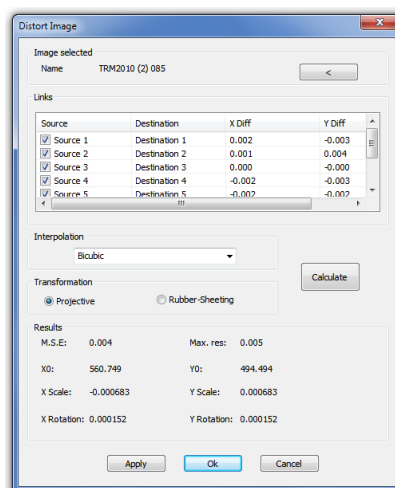 Distort Image
Image selected
Name TRM2010 (2) 085
<
Links
Source Destination X Diff Y Diff
Source 1 Destination 1 0.002 -0.003
Source 2 Destination 2 0.001 0.004
Source 3 Destination 3 0.000 -0.000
Source 4 Destination 4 -0.002 -0.003
Source 5 Destination 5 -0.002 -0.002
Interpolation
Bicubic
Calculate
Transformation
Projective Rubber-Sheeting
Results
M.S.E: 0.004 Max. res: 0.005
X0: 560.749 Y0: 494.494
X Scale: -0.000683 Y Scale: 0.000683
X Rotation: 0.000152 Y Rotation: 0.000152
Apply Ok Cancel